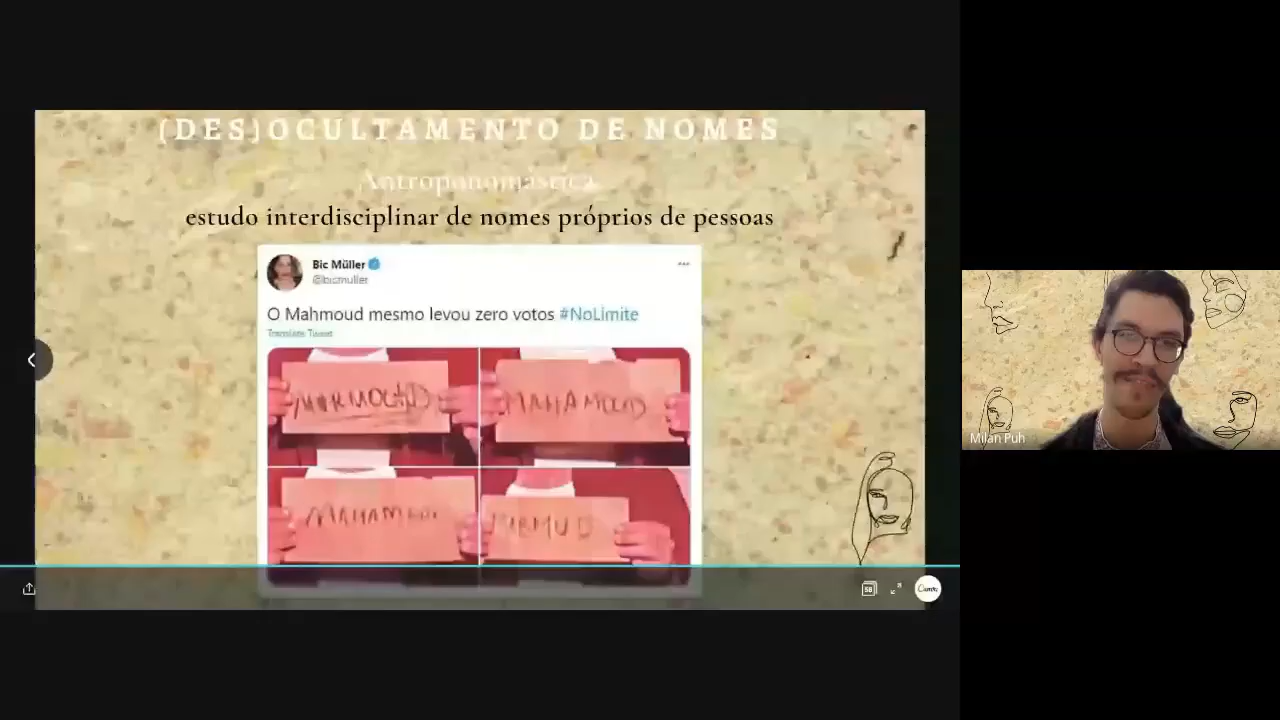 (DES)OCULTAMENTO DE NOMES
Antroponomástica
estudo interdisciplinar de nomes próprios de pessoas
Bic Müller
@bicmuller
O Mahmoud mesmo levou zero votos #NoLimite
Translate Tweet
MAHAMOUD
Milan Puh
Canva